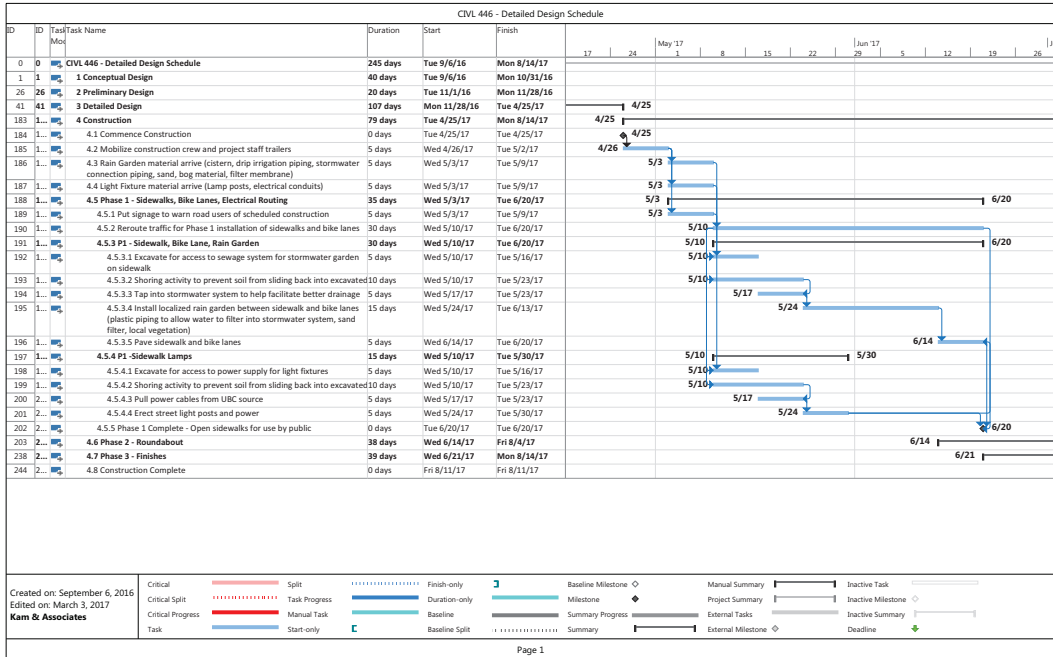 CIVL 446 - Detailed Design Schedule
ID ID Task Mod Task Name Duration Start Finish
May '17 Jun '17 J
17 24 1 8 15 22 29 5 12 19 26
0 0 CIVL 446 - Detailed Design Schedule 245 days Tue 9/6/16 Mon 8/14/17
1 1 1 Conceptual Design 40 days Tue 9/6/16 Mon 10/31/16
26 26 2 Preliminary Design 20 days Tue 11/1/16 Mon 11/28/16
41 41 3 Detailed Design 107 days Mon 11/28/16 Tue 4/25/17 4/25
183 1... 4 Construction 79 days Tue 4/25/17 Mon 8/14/17 4/25
184 1... 4.1 Commence Construction 0 days Tue 4/25/17 Tue 4/25/17 4/25
185 1... 4.2 Mobilize construction crew and project staff trailers 5 days Wed 4/26/17 Tue 5/2/17 4/26
186 1... 4.3 Rain Garden material arrive (cistern, drip irrigation piping, stormwater 5 days Wed 5/3/17 Tue 5/9/17 5/3
connection piping, sand, bog material, filter membrane)
187 1... 4.4 Light Fixture material arrive (Lamp posts, electrical conduits) 5 days Wed 5/3/17 Tue 5/9/17 5/3
188 1... 4.5 Phase 1 - Sidewalks, Bike Lanes, Electrical Routing 35 days Wed 5/3/17 Tue 6/20/17 5/3 6/20
189 1... 4.5.1 Put signage to warn road users of scheduled construction 5 days Wed 5/3/17 Tue 5/9/17 5/3
190 1... 4.5.2 Reroute traffic for Phase 1 installation of sidewalks and bike lanes 30 days Wed 5/10/17 Tue 6/20/17 5/10
191 1... 4.5.3 P1 - Sidewalk, Bike Lane, Rain Garden 30 days Wed 5/10/17 Tue 6/20/17 5/10 6/20
192 1... 4.5.3.1 Excavate for access to sewage system for stormwater garden 5 days Wed 5/10/17 Tue 5/16/17 5/10
on sidewalk
193 1... 4.5.3.2 Shoring activity to prevent soil from sliding back into excavated 10 days Wed 5/10/17 Tue 5/23/17 5/10
194 1... 4.5.3.3 Tap into stormwater system to help facilitate better drainage 5 days Wed 5/17/17 Tue 5/23/17 5/17
195 1... 4.5.3.4 Install localized rain garden between sidewalk and bike lanes 15 days Wed 5/24/17 Tue 6/13/17 5/24
(plastic piping to allow water to filter into stormwater system, sand
filter, local vegetation)
196 1... 4.5.3.5 Pave sidewalk and bike lanes 5 days Wed 6/14/17 Tue 6/20/17 6/14
197 1... 4.5.4 P1 -Sidewalk Lamps 15 days Wed 5/10/17 Tue 5/30/17 5/10 5/30
198 1... 4.5.4.1 Excavate for access to power supply for light fixtures 5 days Wed 5/10/17 Tue 5/16/17 5/10
199 1... 4.5.4.2 Shoring activity to prevent soil from sliding back into excavated 10 days Wed 5/10/17 Tue 5/23/17 5/10
200 2... 4.5.4.3 Pull power cables from UBC source 5 days Wed 5/17/17 Tue 5/23/17 5/17
201 2... 4.5.4.4 Erect street light posts and power 5 days Wed 5/24/17 Tue 5/30/17 5/24
202 2... 4.5.5 Phase 1 Complete - Open sidewalks for use by public 0 days Tue 6/20/17 Tue 6/20/17 6/20
203 2... 4.6 Phase 2 - Roundabout 38 days Wed 6/14/17 Fri 8/4/17 6/14
238 2... 4.7 Phase 3 - Finishes 39 days Wed 6/21/17 Mon 8/14/17 6/21
244 2... 4.8 Construction Complete 0 days Fri 8/11/17 Fri 8/11/17
Created on: September 6, 2016
Edited on: March 3, 2017
Kam & Associates
Critical Split Finish-only Baseline Milestone Manual Summary Inactive Task
Critical Split Task Progress Duration-only Milestone Project Summary Inactive Milestone
Critical Progress Manual Task Baseline Summary Progress External Tasks Inactive Summary
Task Start-only Baseline Split Summary External Milestone Deadline
Page 1